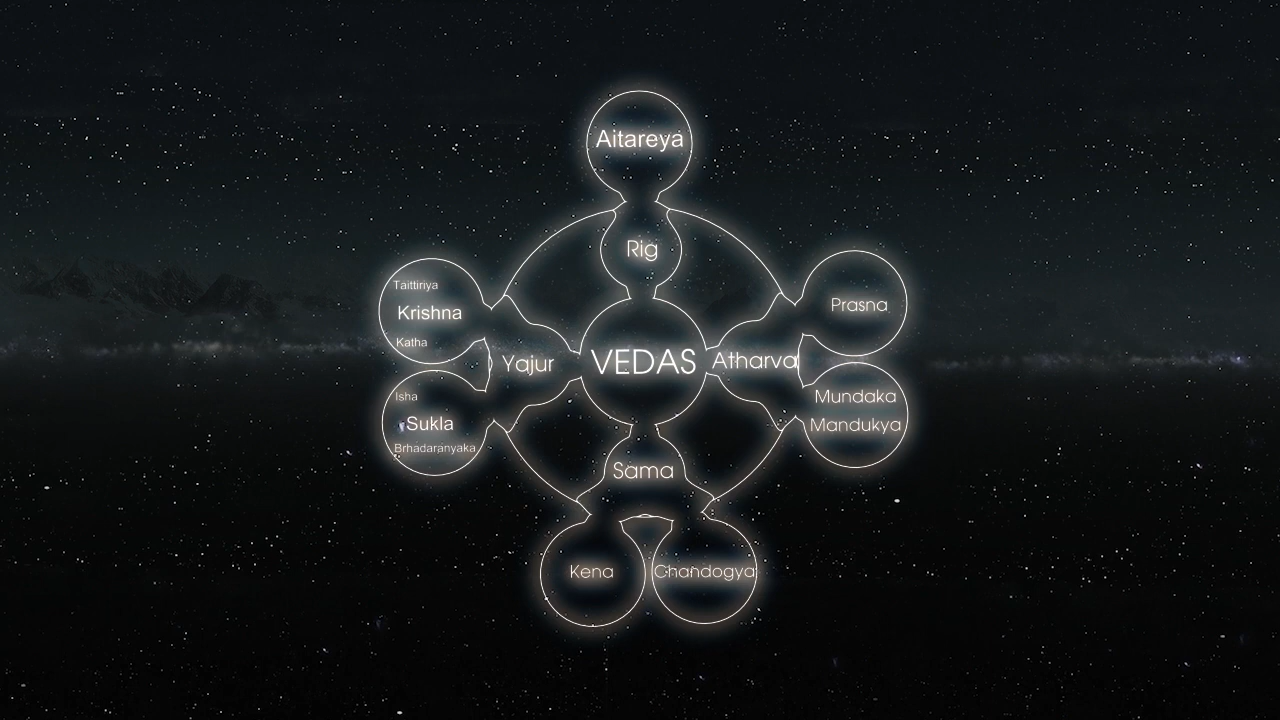 Aitareya
Rig
Taittiriya
Krishna
Katha
Prasna
Yajur
VEDAS
Atharva
Isha
Sukla
Brhadaranyaka
Mundaka
Mandukya
Sama
Kena
Chandogya